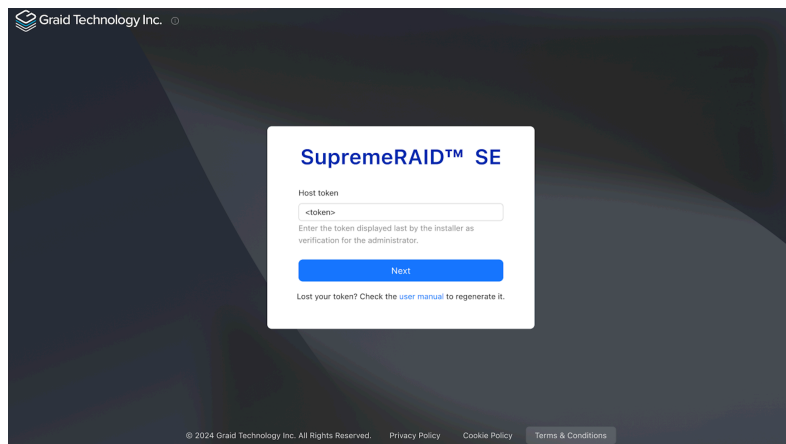 Graid Technology Inc.
SupremeRAID™ SE
Host token
<token>
Enter the token displayed last by the installer as
verification for the administrator.
Next
Lost your token? Check the user manual to regenerate it.
© 2024 Graid Technology Inc. All Rights Reserved. Privacy Policy Cookie Policy Terms & Conditions